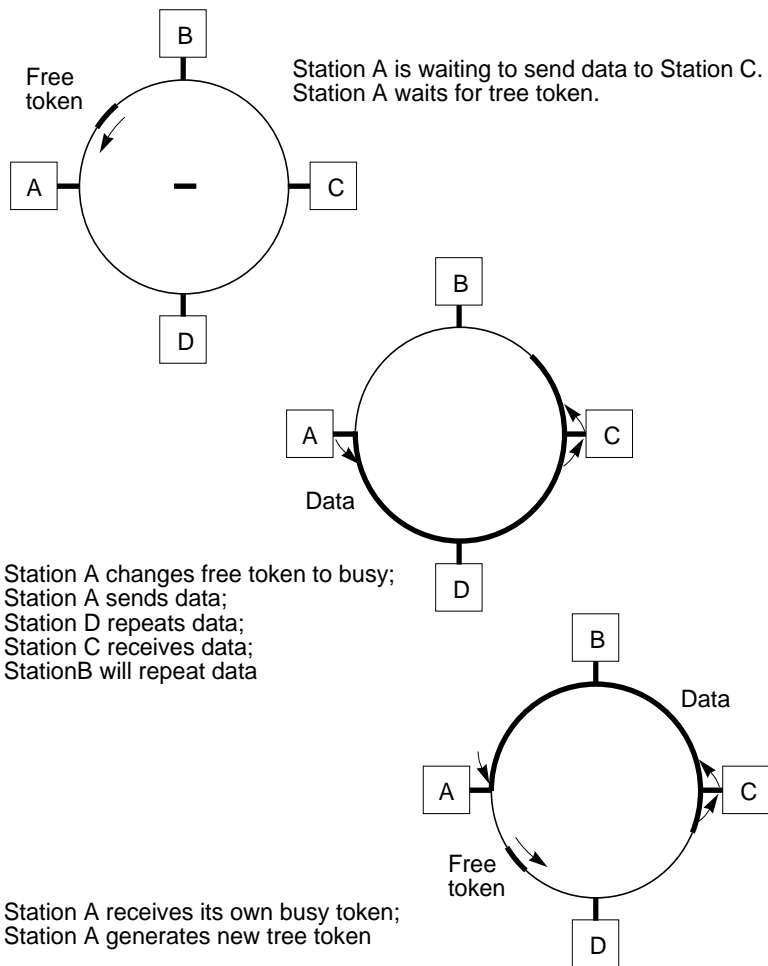 B
Free
token
Station A is waiting to send data to Station C.
Station A waits for tree token.
A
C
D
B
A
C
Data
D
Station A changes free token to busy;
Station A sends data;
Station D repeats data;
Station C receives data;
StationB will repeat data
B
Data
A
C
Free
token
Station A receives its own busy token;
Station A generates new tree token
D